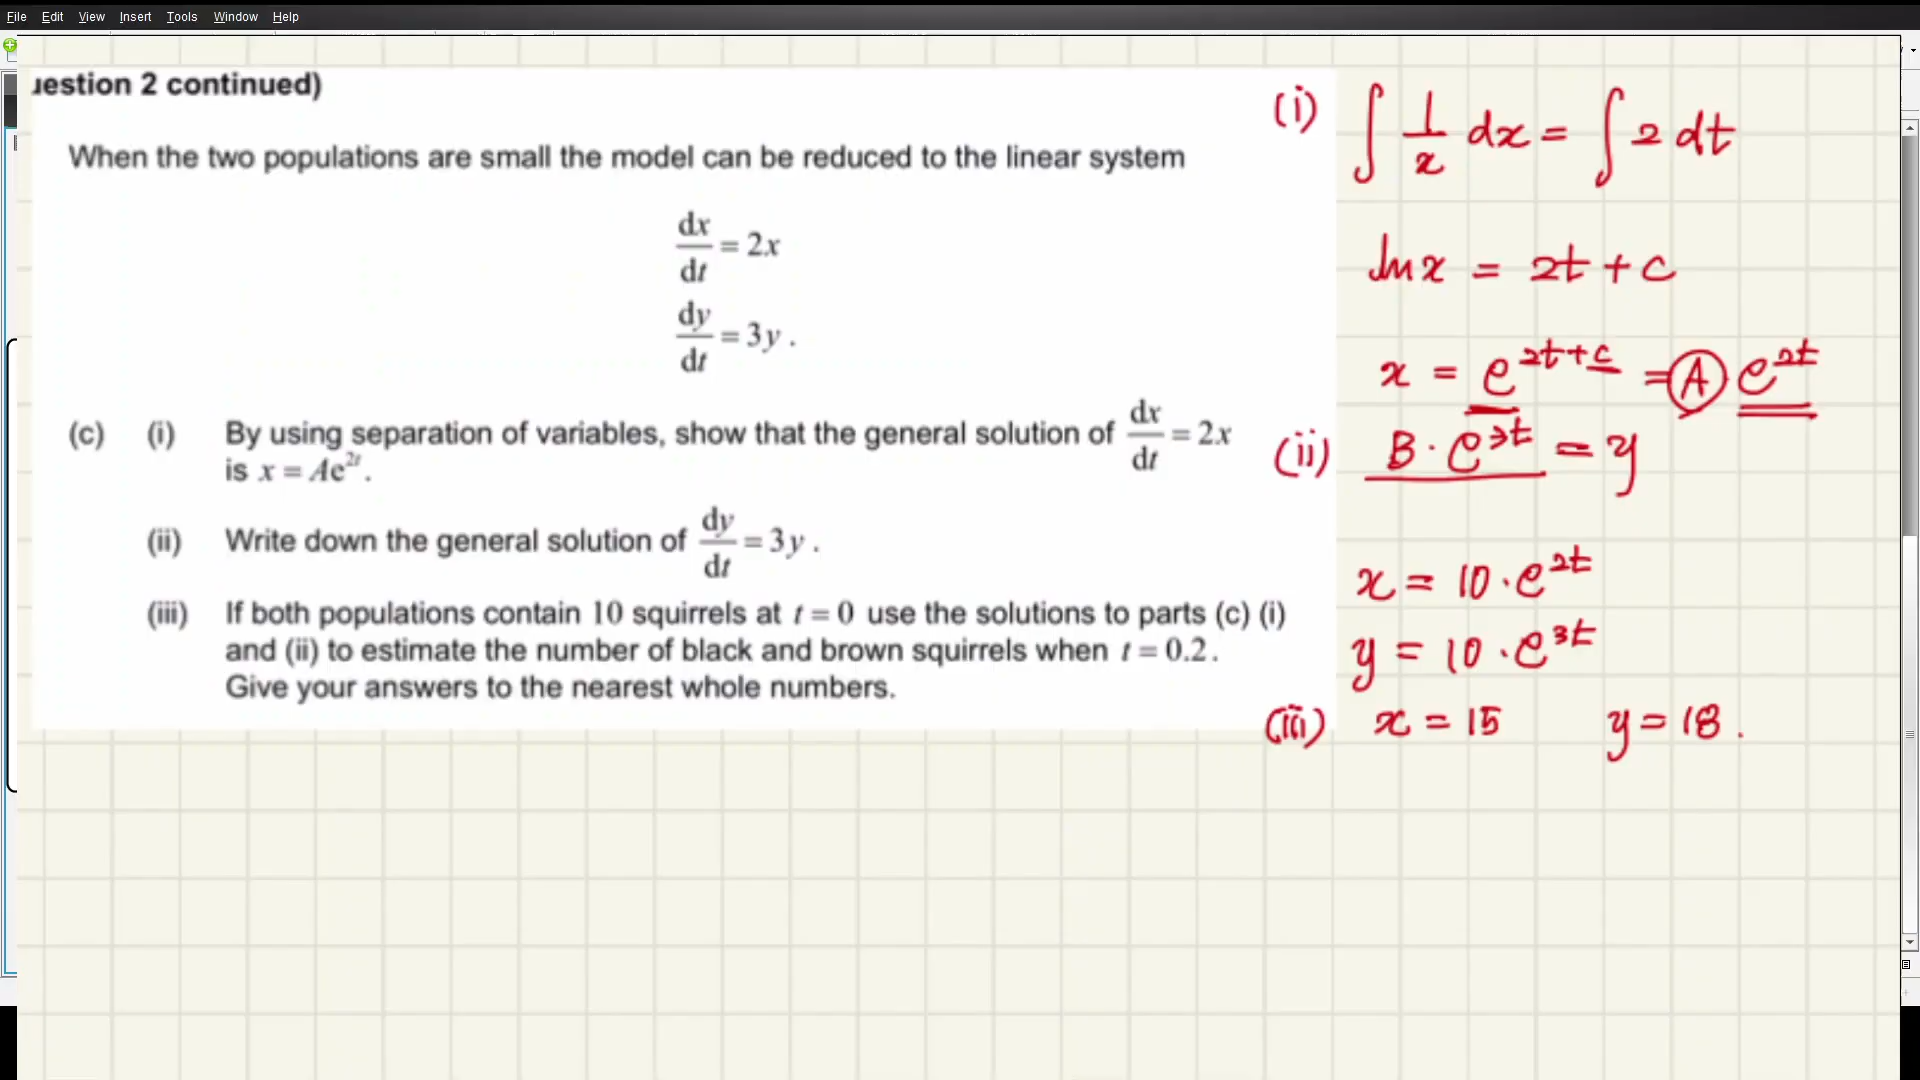 File Edit View Insert Tools Window Help
uestion 2 continued)
When the two populations are small the model can be reduced to the linear system
dx/dt = 2x
dy/dt = 3y .
(c) (i) By using separation of variables, show that the general solution of dx/dt = 2x
is x = Ae^{2t}.
(ii) Write down the general solution of dy/dt = 3y .
(iii) If both populations contain 10 squirrels at t = 0 use the solutions to parts (c) (i)
and (ii) to estimate the number of black and brown squirrels when t = 0.2.
Give your answers to the nearest whole numbers.
(i) ∫ 1/x dx = ∫ 2 dt
ln x = 2t + c
x = e^{2t+c} = A e^{2t}
(ii) B · e^{3t} = y
x = 10 · e^{2t}
y = 10 · e^{3t}
(iii) x = 15 y = 18 .